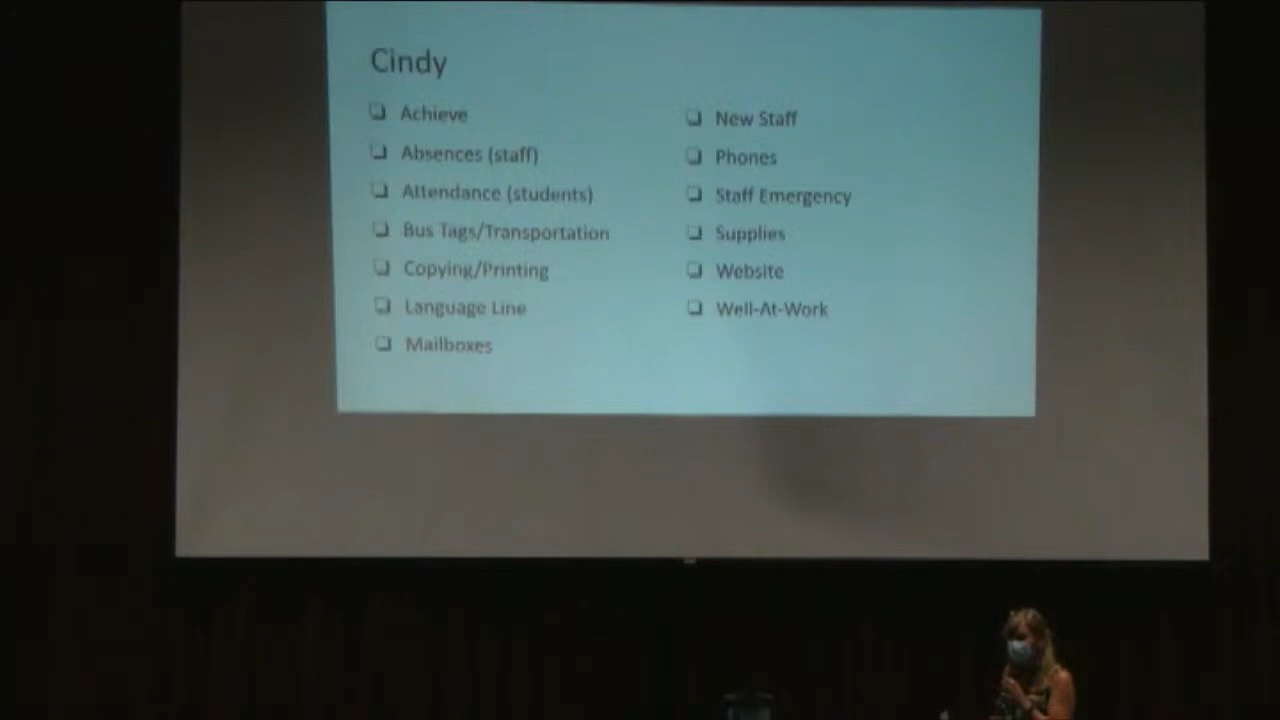 Cindy
Achieve
Absences (staff)
Attendance (students)
Bus Tags/Transportation
Copying/Printing
Language Line
Mailboxes
New Staff
Phones
Staff Emergency
Supplies
Website
Well-At-Work